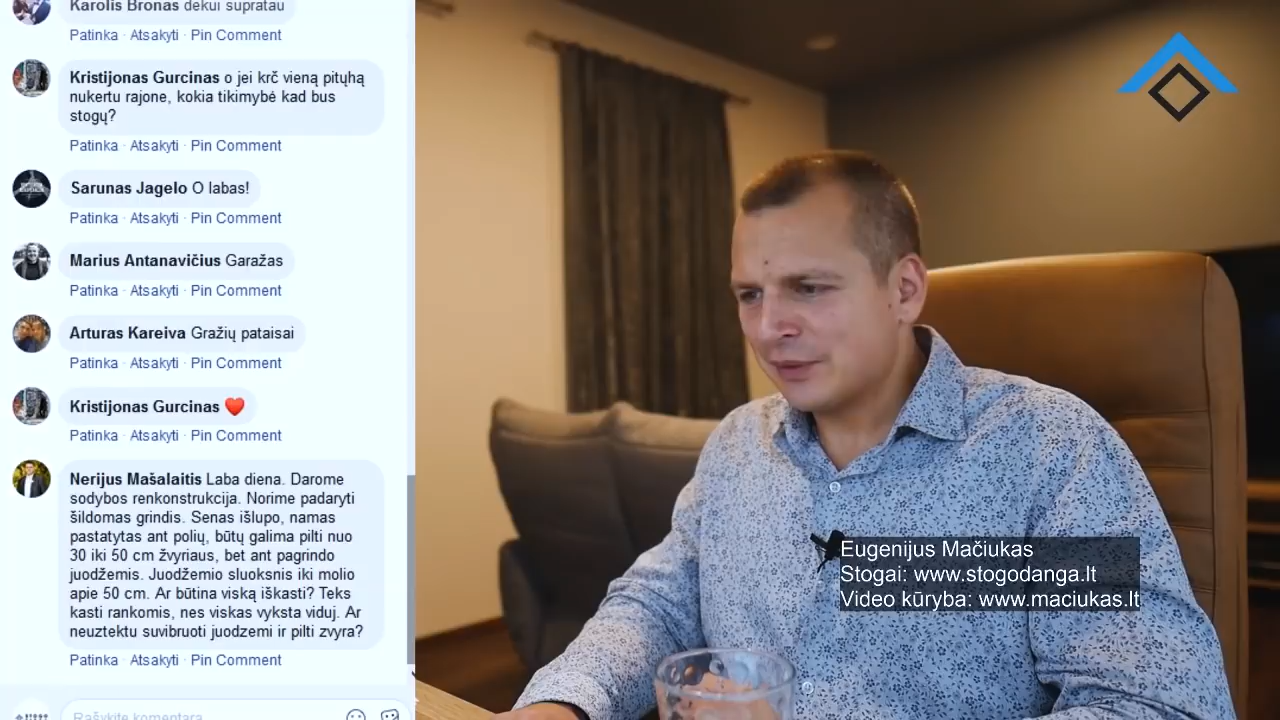 Karolis Bronas dėkui supratau
Patinka · Atsakyti · Pin Comment
Kristijonas Gurcinas o jei krč vieną pityhą
nukertu rajone, kokia tikimybė kad bus
stogų?
Patinka · Atsakyti · Pin Comment
Sarunas Jagelo O labas!
Patinka · Atsakyti · Pin Comment
Marius Antanavičius Garažas
Patinka · Atsakyti · Pin Comment
Arturas Kareiva Gražių pataisai
Patinka · Atsakyti · Pin Comment
Kristijonas Gurcinas ❤️
Patinka · Atsakyti · Pin Comment
Nerijus Mašalaitis Laba diena. Darome
sodybos renkonstrukcija. Norime padaryti
šildomas grindis. Senas išlupo, namas
pastatytas ant polių, būtų galima pilti nuo
30 iki 50 cm žvyriaus, bet ant pagrindo
juodžemis. Juodžemio sluoksnis iki molio
apie 50 cm. Ar būtina viską iškasti? Teks
kasti rankomis, nes viskas vyksta viduj. Ar
neuztektu suvibruoti juodzemi ir pilti zvyra?
Patinka · Atsakyti · Pin Comment
Rašykite komentarą
Eugenijus Mačiukas
Stogai: www.stogodanga.lt
Video kūryba: www.maciukas.lt